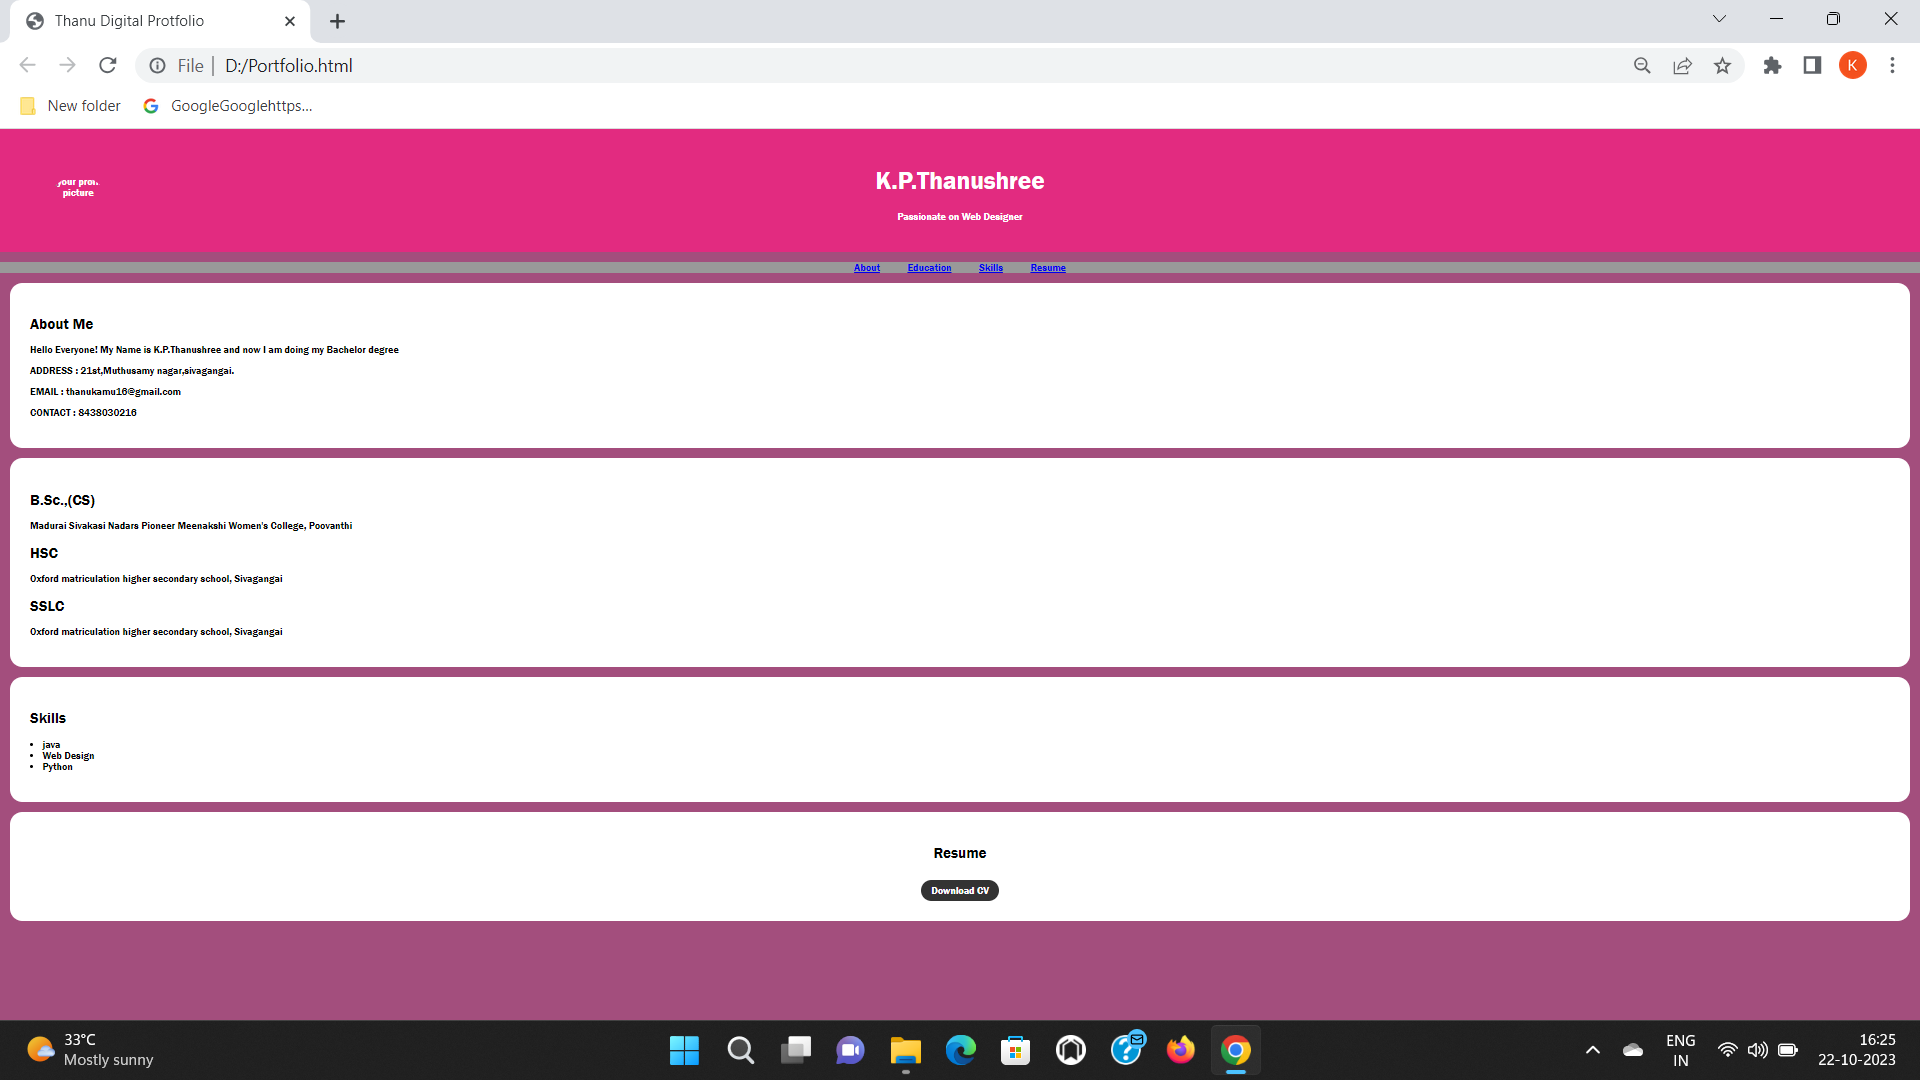 Thanu Digital Protfolio
File | D:/Portfolio.html
K
New folder GoogleGooglehttps...
picture
K.P.Thanushree
Passionate on Web Designer
About Education Skills Resume
About Me
Hello Everyone! My Name is K.P.Thanushree and now I am doing my Bachelor degree
ADDRESS : 21st,Muthusamy nagar,sivagangai.
EMAIL : thanukamu16@gmail.com
CONTACT : 8438030216
B.Sc.,(CS)
Madurai Sivakasi Nadars Pioneer Meenakshi Women's College, Poovanthi
HSC
Oxford matriculation higher secondary school, Sivagangai
SSLC
Oxford matriculation higher secondary school, Sivagangai
Skills
• java
• Web Design
• Python
Resume
Download CV
33°C
Mostly sunny
ENG
IN
16:25
22-10-2023